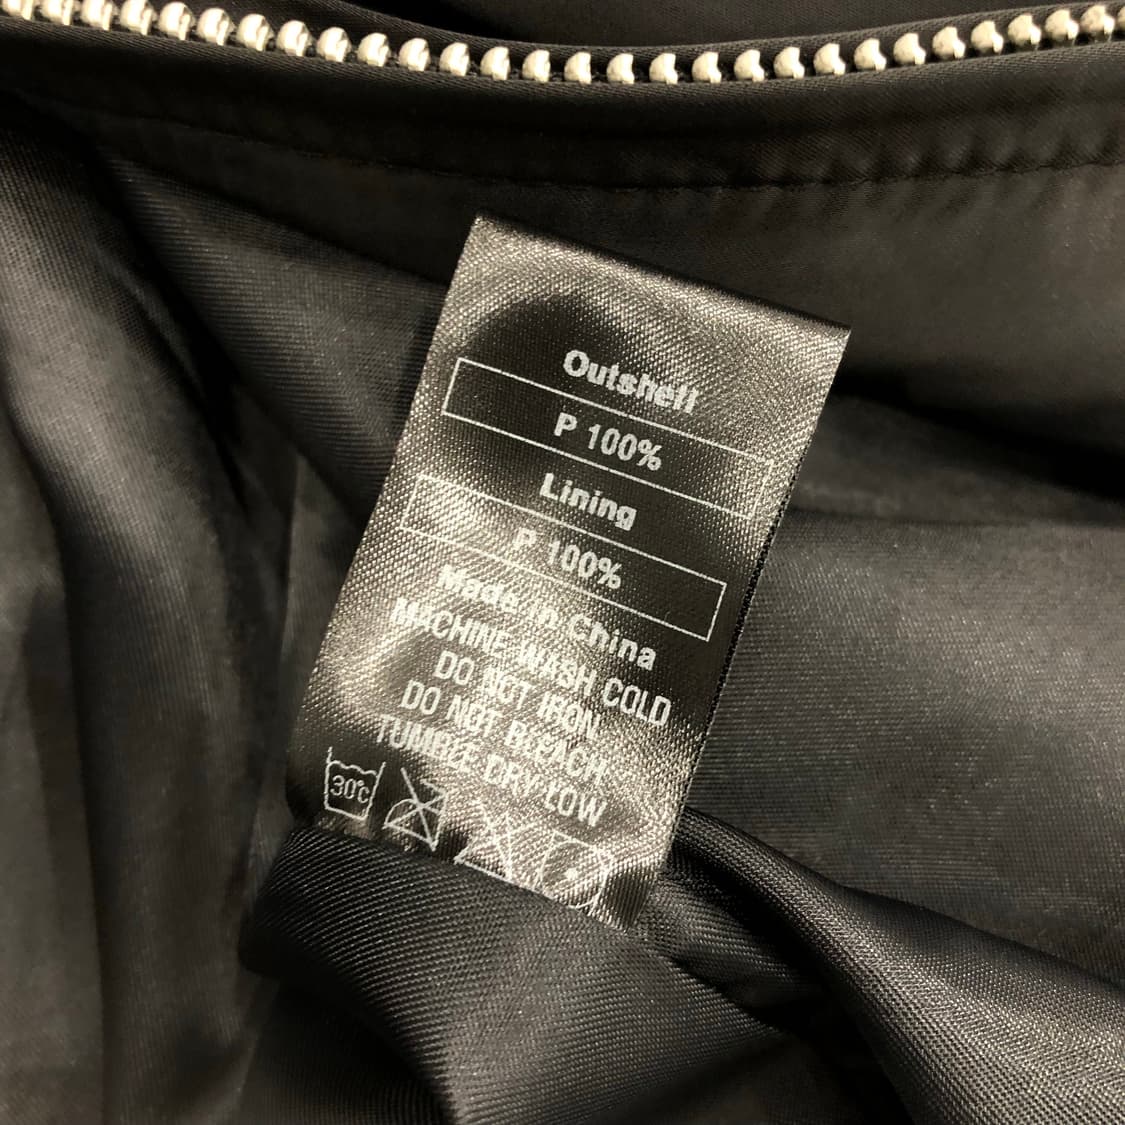 Outshell
P 100%
Lining
P 100%
Made in China
MACHINE WASH COLD
DO NOT IRON
DO NOT BLEACH
TUMBLE DRY LOW
30°C